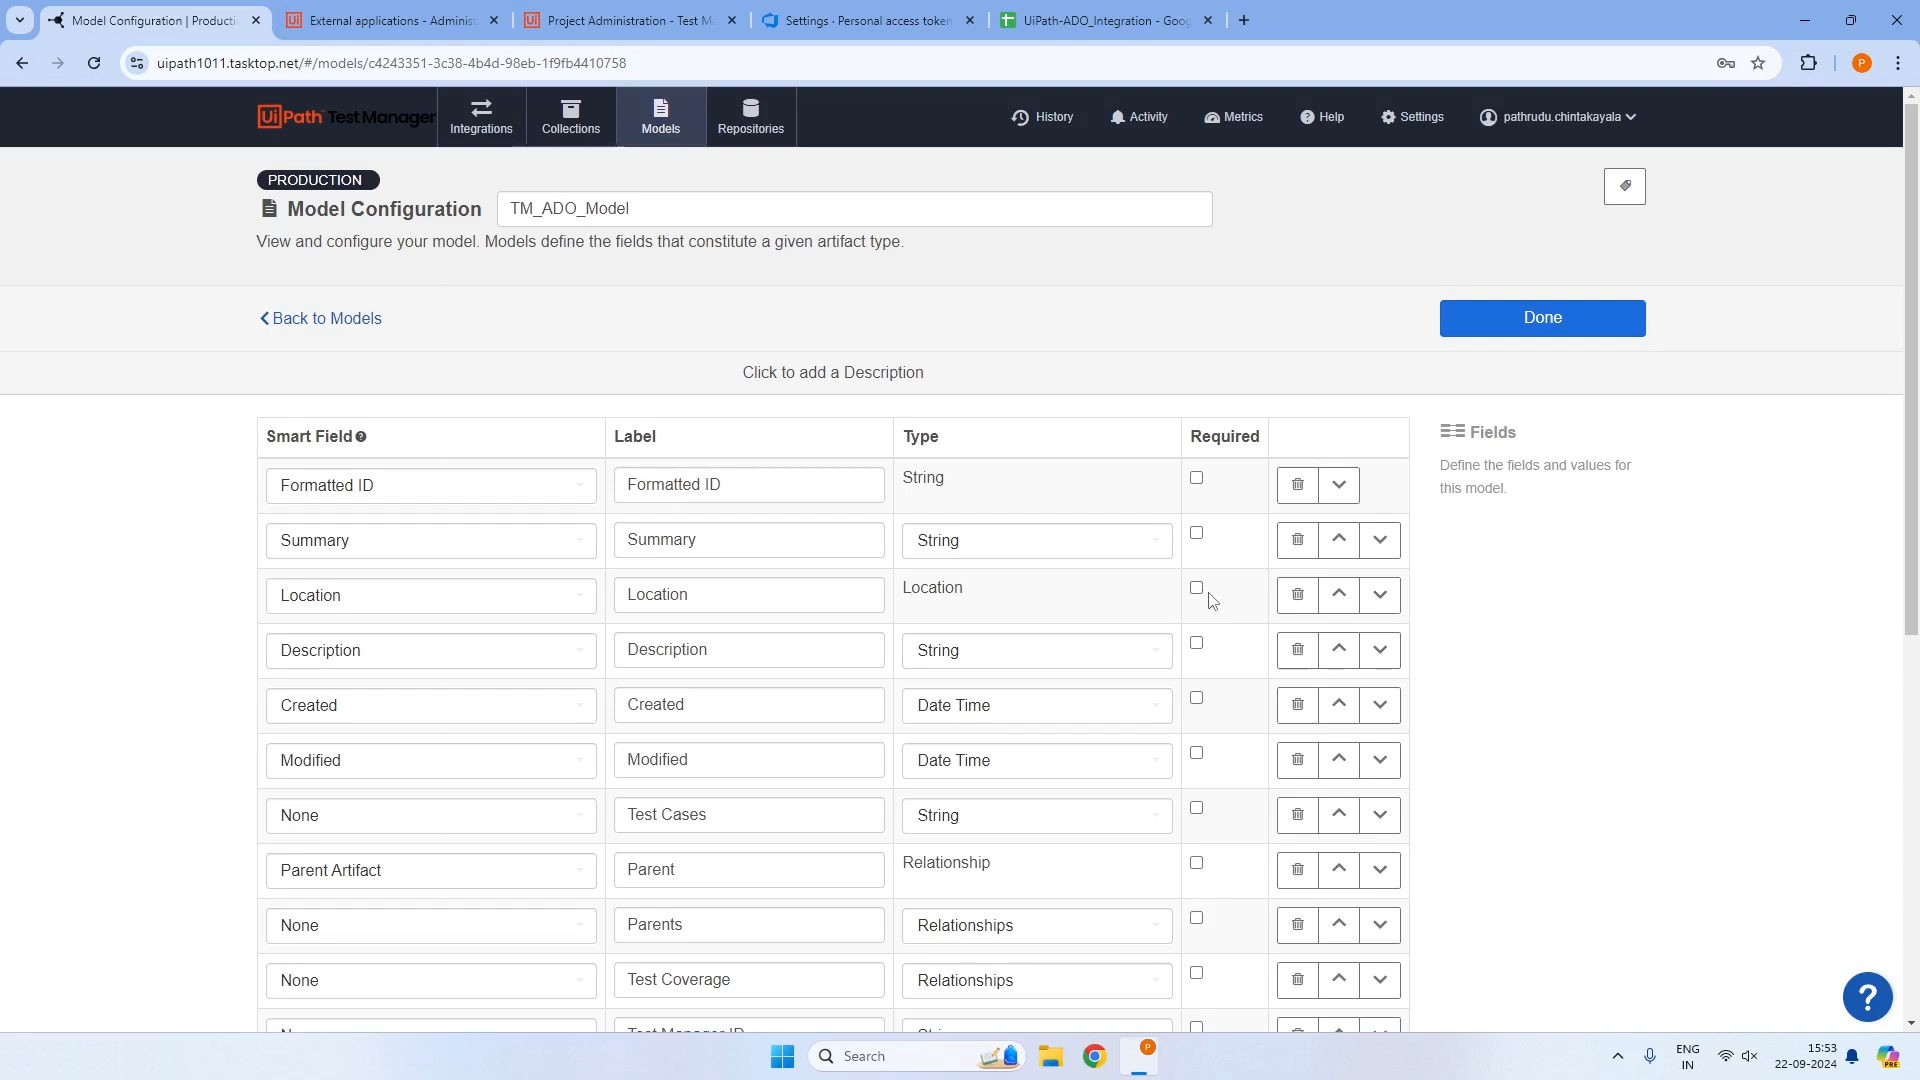 Model Configuration | Producti
External applications - Administ
Project Administration - Test M
Settings · Personal access token
UiPath-ADO_Integration - Goog
uipath1011.tasktop.net/#/models/c4243351-3c38-4b4d-98eb-1f9fb4410758
P
UiPath Test Manager
Integrations
Collections
Models
Repositories
History
Activity
Metrics
Help
Settings
pathrudu.chintakayala
PRODUCTION
Model Configuration
TM_ADO_Model
View and configure your model. Models define the fields that constitute a given artifact type.
Back to Models
Done
Click to add a Description
Smart Field
Label
Type
Required
Fields
Define the fields and values for
this model.
Formatted ID
Formatted ID
String
Summary
Summary
String
Location
Location
Location
Description
Description
String
Created
Created
Date Time
Modified
Modified
Date Time
None
Test Cases
String
Parent Artifact
Parent
Relationship
None
Parents
Relationships
None
Test Coverage
Relationships
Search
P
ENG
IN
15:53
22-09-2024
PRE